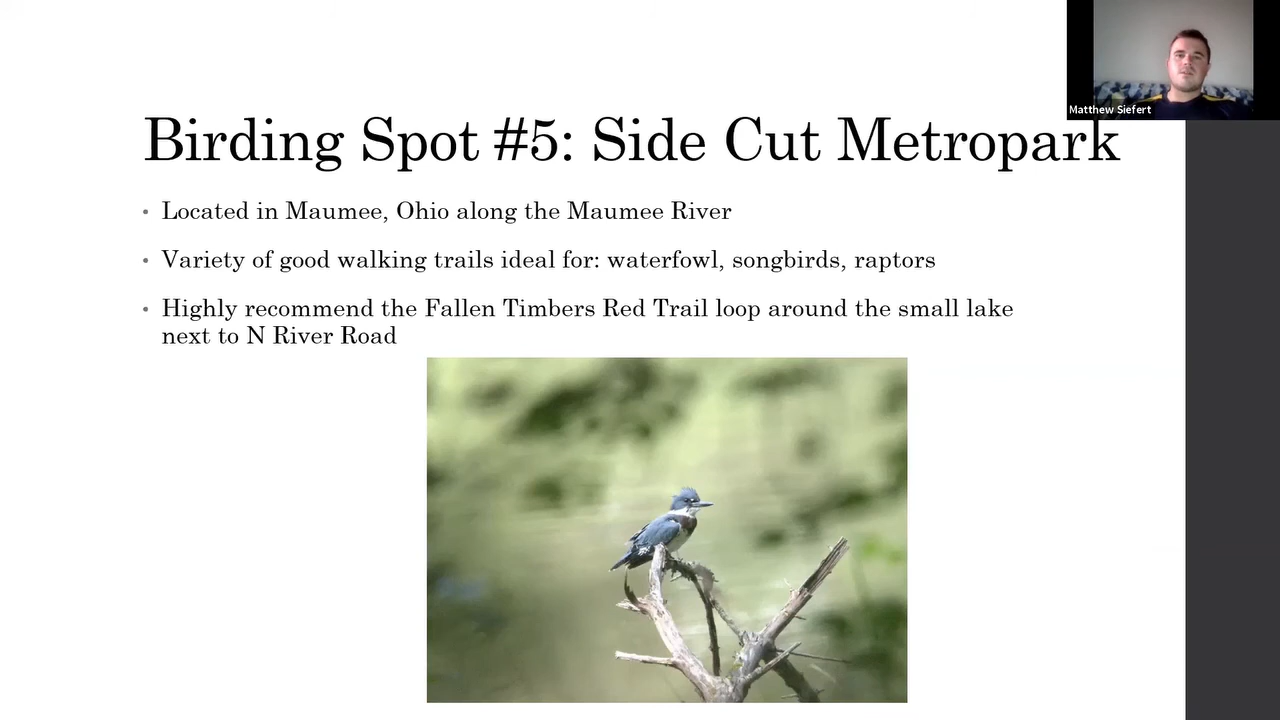 Matthew Siefert
Birding Spot #5: Side Cut Metropark
• Located in Maumee, Ohio along the Maumee River
• Variety of good walking trails ideal for: waterfowl, songbirds, raptors
• Highly recommend the Fallen Timbers Red Trail loop around the small lake
next to N River Road